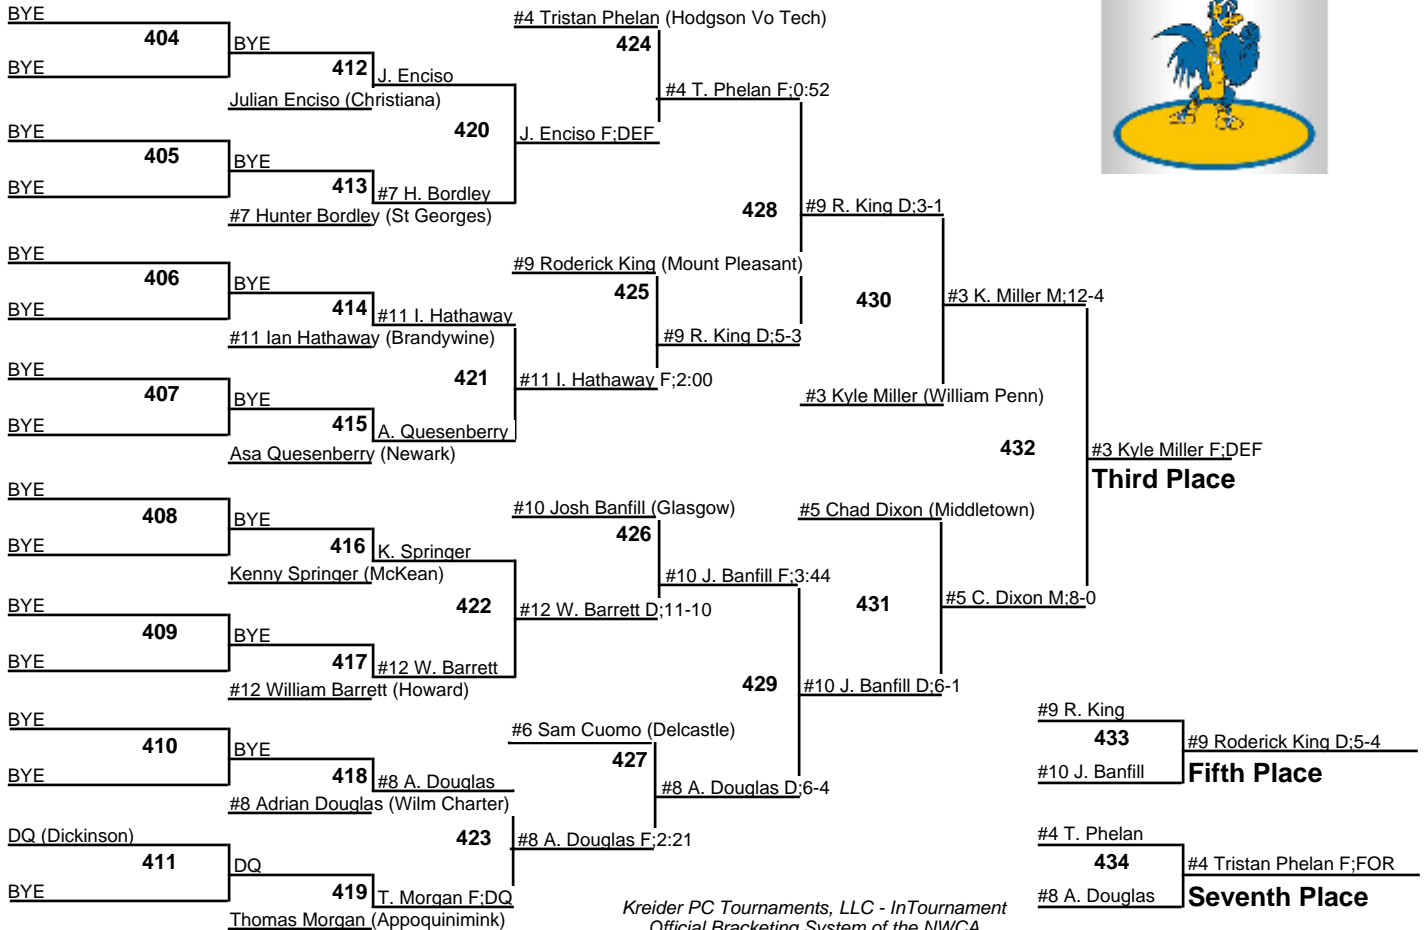 BYE
404
BYE
BYE
412
J. Enciso
Julian Enciso (Christiana)
BYE
405
BYE
BYE
413
#7 H. Bordley
#7 Hunter Bordley (St Georges)
420
J. Enciso F;DEF
#4 Tristan Phelan (Hodgson Vo Tech)
424
#4 T. Phelan F;0:52
BYE
406
BYE
BYE
414
#11 I. Hathaway
#11 Ian Hathaway (Brandywine)
BYE
407
BYE
BYE
415
A. Quesenberry
Asa Quesenberry (Newark)
421
#11 I. Hathaway F;2:00
#9 Roderick King (Mount Pleasant)
425
#9 R. King D;5-3
428
#9 R. King D;3-1
430
#3 K. Miller M;12-4
#3 Kyle Miller (William Penn)
432
#3 Kyle Miller F;DEF
Third Place
BYE
408
BYE
BYE
416
K. Springer
Kenny Springer (McKean)
BYE
409
BYE
BYE
417
#12 W. Barrett
#12 William Barrett (Howard)
422
#12 W. Barrett D;11-10
#10 Josh Banfill (Glasgow)
426
#10 J. Banfill F;3:44
#5 Chad Dixon (Middletown)
431
#5 C. Dixon M;8-0
429
#10 J. Banfill D;6-1
BYE
410
BYE
BYE
418
#8 A. Douglas
#8 Adrian Douglas (Wilm Charter)
DQ (Dickinson)
411
BYE
DQ
419
T. Morgan F;DQ
Thomas Morgan (Appoquinimink)
423
#8 A. Douglas F;2:21
#6 Sam Cuomo (Delcastle)
427
#8 A. Douglas D;6-4
#9 R. King
433
#10 J. Banfill
#9 Roderick King D;5-4
Fifth Place
#4 T. Phelan
434
#8 A. Douglas
#4 Tristan Phelan F;FOR
Seventh Place
Kreider PC Tournaments, LLC - InTournament
Official Bracketing System of the NWCA